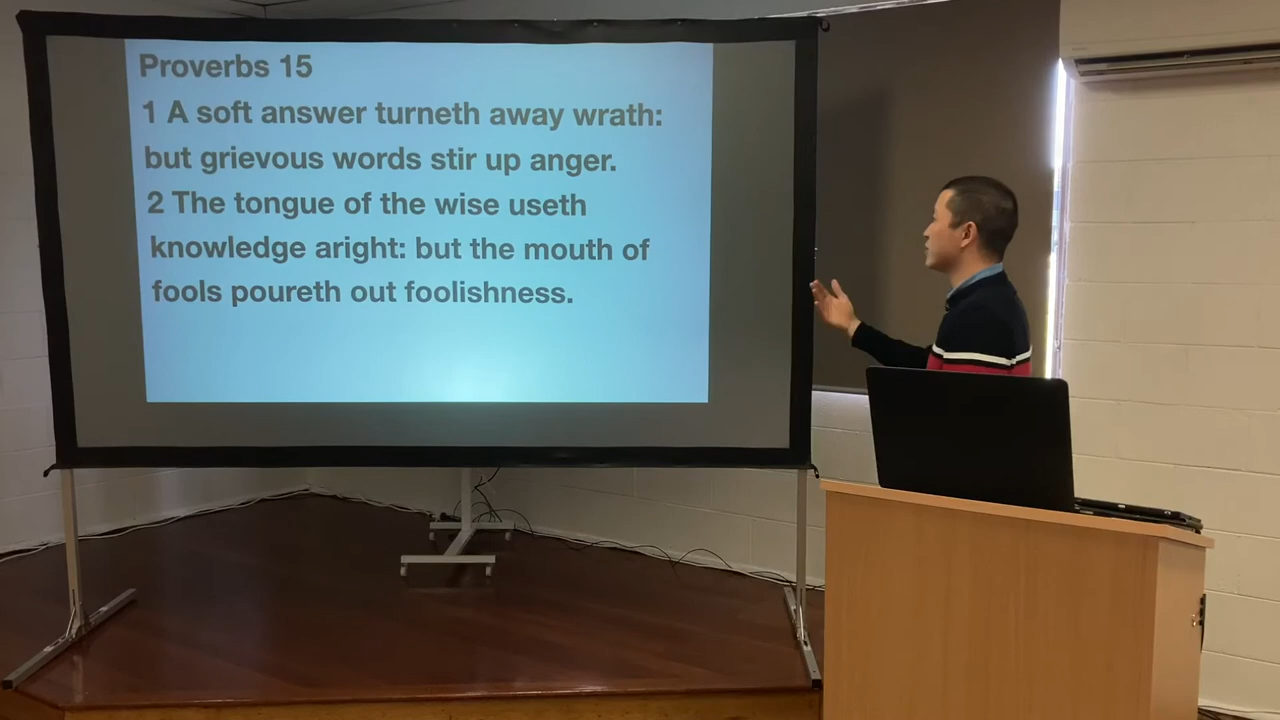 Proverbs 15
1 A soft answer turneth away wrath:
but grievous words stir up anger.
2 The tongue of the wise useth
knowledge aright: but the mouth of
fools poureth out foolishness.